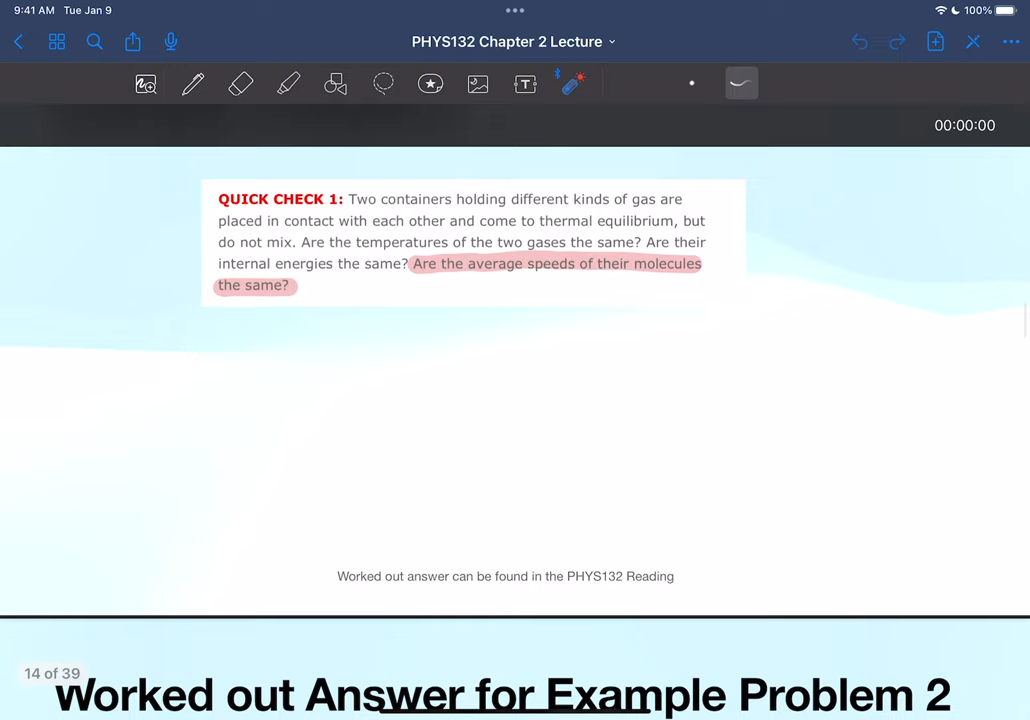 9:41 AM Tue Jan 9
100%
PHYS132 Chapter 2 Lecture
T
00:00:00
QUICK CHECK 1: Two containers holding different kinds of gas are
placed in contact with each other and come to thermal equilibrium, but
do not mix. Are the temperatures of the two gases the same? Are their
internal energies the same? Are the average speeds of their molecules
the same?
Worked out answer can be found in the PHYS132 Reading
14 of 39
Worked out Answer for Example Problem 2